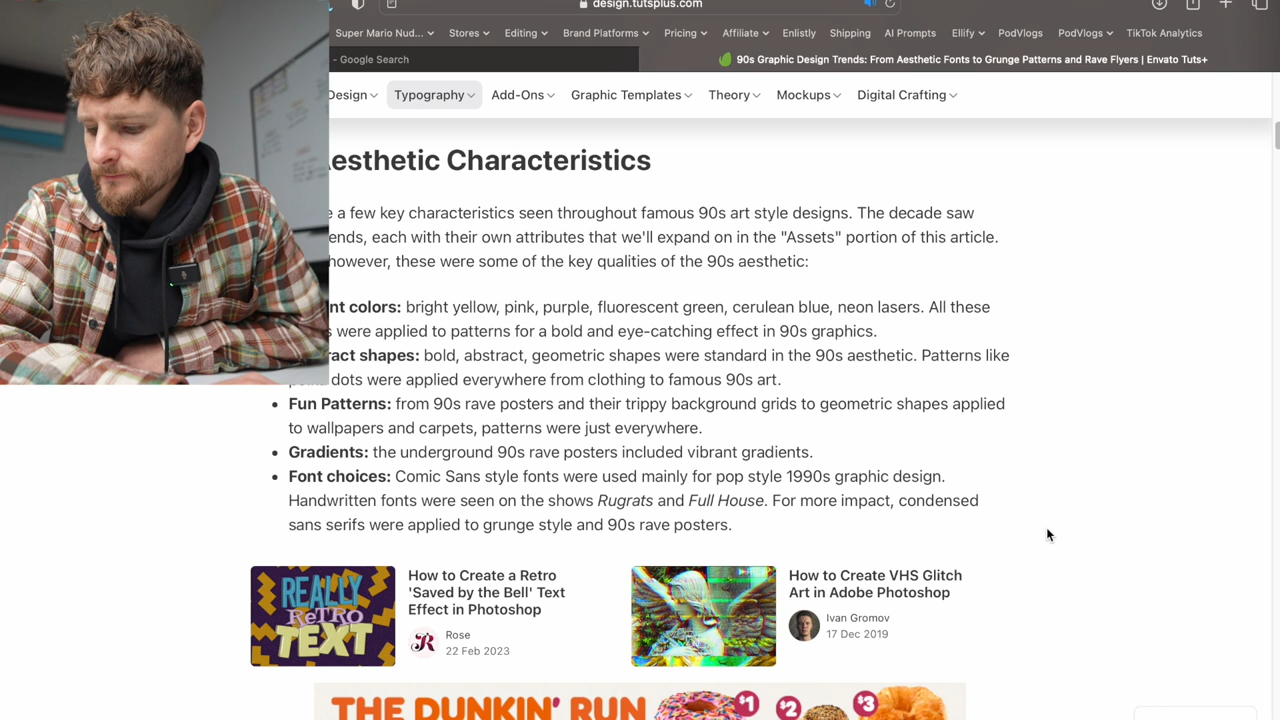 design.tutsplus.com
Super Mario Nud... Stores Editing Brand Platforms Pricing Affiliate Enlistly Shipping AI Prompts Ellify PodVlogs PodVlogs TikTok Analytics
- Google Search
90s Graphic Design Trends: From Aesthetic Fonts to Grunge Patterns and Rave Flyers | Envato Tuts+
Design Typography Add-Ons Graphic Templates Theory Mockups Digital Crafting
esthetic Characteristics
a few key characteristics seen throughout famous 90s art style designs. The decade saw
ends, each with their own attributes that we'll expand on in the "Assets" portion of this article.
however, these were some of the key qualities of the 90s aesthetic:
nt colors: bright yellow, pink, purple, fluorescent green, cerulean blue, neon lasers. All these
s were applied to patterns for a bold and eye-catching effect in 90s graphics.
ract shapes: bold, abstract, geometric shapes were standard in the 90s aesthetic. Patterns like
dots were applied everywhere from clothing to famous 90s art.
• Fun Patterns: from 90s rave posters and their trippy background grids to geometric shapes applied
to wallpapers and carpets, patterns were just everywhere.
• Gradients: the underground 90s rave posters included vibrant gradients.
• Font choices: Comic Sans style fonts were used mainly for pop style 1990s graphic design.
Handwritten fonts were seen on the shows Rugrats and Full House. For more impact, condensed
sans serifs were applied to grunge style and 90s rave posters.
REALLY
ReTRO
TEXT
How to Create a Retro
'Saved by the Bell' Text
Effect in Photoshop
R
Rose
22 Feb 2023
How to Create VHS Glitch
Art in Adobe Photoshop
Ivan Gromov
17 Dec 2019
THE DUNKIN' RUN
$1
$2
$3